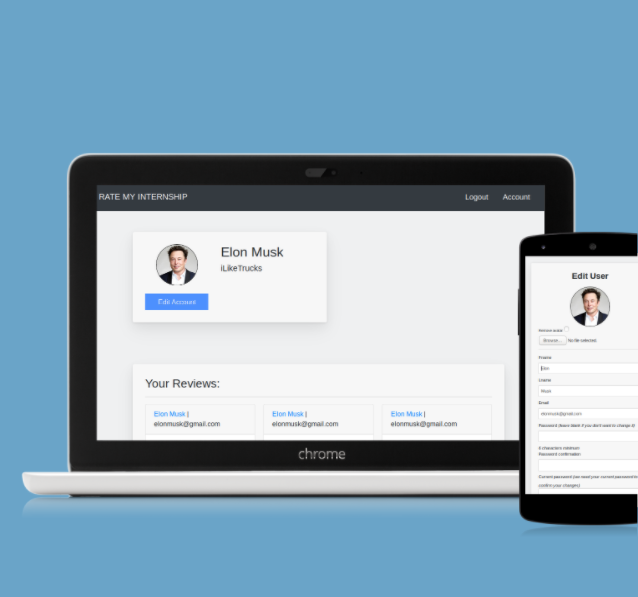 RATE MY INTERNSHIP
Logout Account
Elon Musk
iLikeTrucks
Edit Account
Your Reviews:
Elon Musk |
elonmusk@gmail.com
Elon Musk |
elonmusk@gmail.com
Elon Musk |
elonmusk@gmail.com
chrome
Edit User
Remove avatar
Browse... No file selected.
Fname
Elon
Lname
Musk
Email
elonmusk@gmail.com
Password (leave blank if you don't want to change it)
6 characters minimum
Password confirmation
Current password (we need your current password to
confirm your changes)